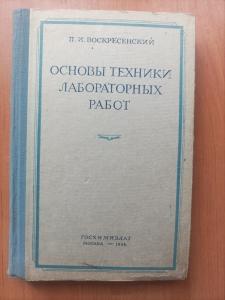 П. И. ВОСКРЕСЕНСКИЙ
ОСНОВЫ ТЕХНИКИ
ЛАБОРАТОРНЫХ
РАБОТ
ГОСХИМИЗДАТ
МОСКВА —